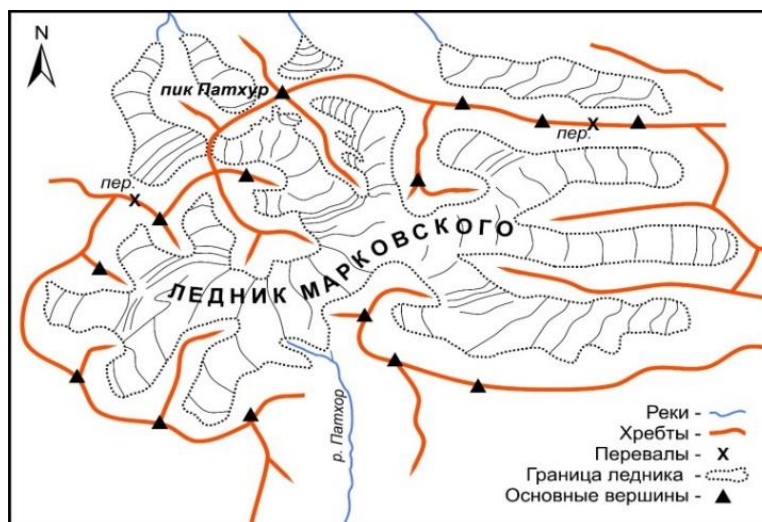 N
пик Патхур
пер.
пер.
ЛЕДНИК МАРКОВСКОГО
р. Патхор
Реки -
Хребты -
Перевалы - X
Граница ледника -
Основные вершины -